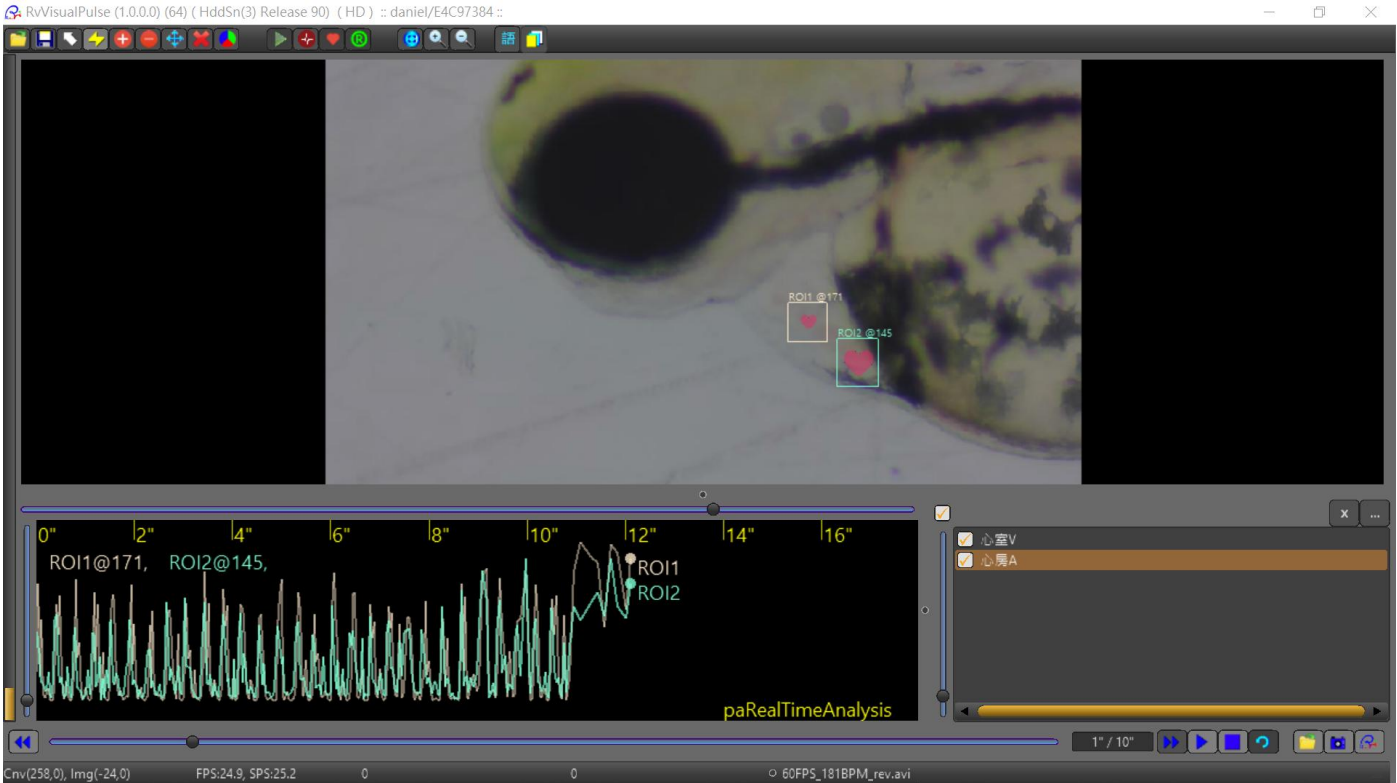 RvVisualPulse (1.0.0.0) (64) ( HddSn(3) Release 90) ( HD ) :: daniel/E4C97384 ::
R
語
ROI1 @171
ROI2 @145
0" 2" 4" 6" 8" 10" 12" 14" 16"
ROI1@171, ROI2@145,
ROI1
ROI2
paRealTimeAnalysis
x ...
心室V
心房A
1" / 10"
Cnv(258,0), Img(-24,0) FPS:24.9, SPS:25.2 0 0 60FPS_181BPM_rev.avi